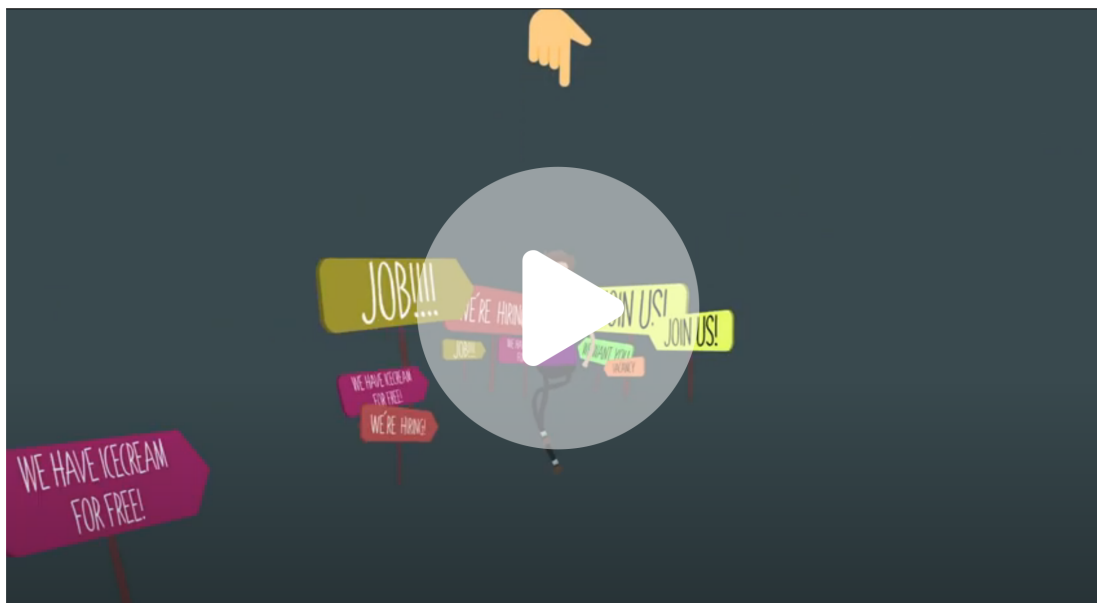 JOB!!!!
WE'RE HIRING
JOIN US!
JOIN US!
JOB!!!!
WE WANT YOU
VACANCY
WE HAVE ICECREAM
FOR FREE!
WE'RE HIRING!
WE HAVE ICECREAM
FOR FREE!